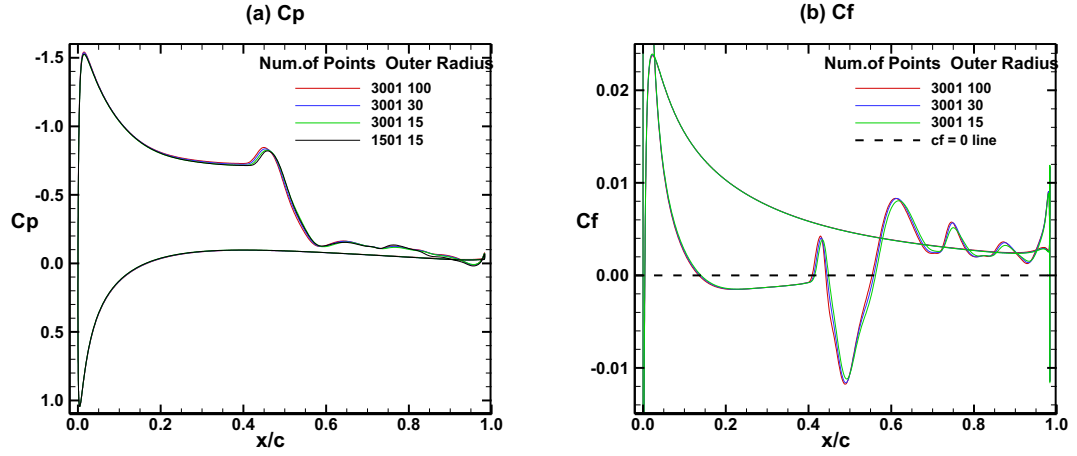 (a) Cp
Num.of Points Outer Radius
3001 100
3001 30
3001 15
1501 15
-1.5
-1.0
-0.5
0.0
0.5
1.0
Cp
0.0 0.2 0.4 0.6 0.8 1.0
x/c
(b) Cf
Num.of Points Outer Radius
3001 100
3001 30
3001 15
cf = 0 line
0.02
0.01
0.00
-0.01
Cf
0.0 0.2 0.4 0.6 0.8 1.0
x/c